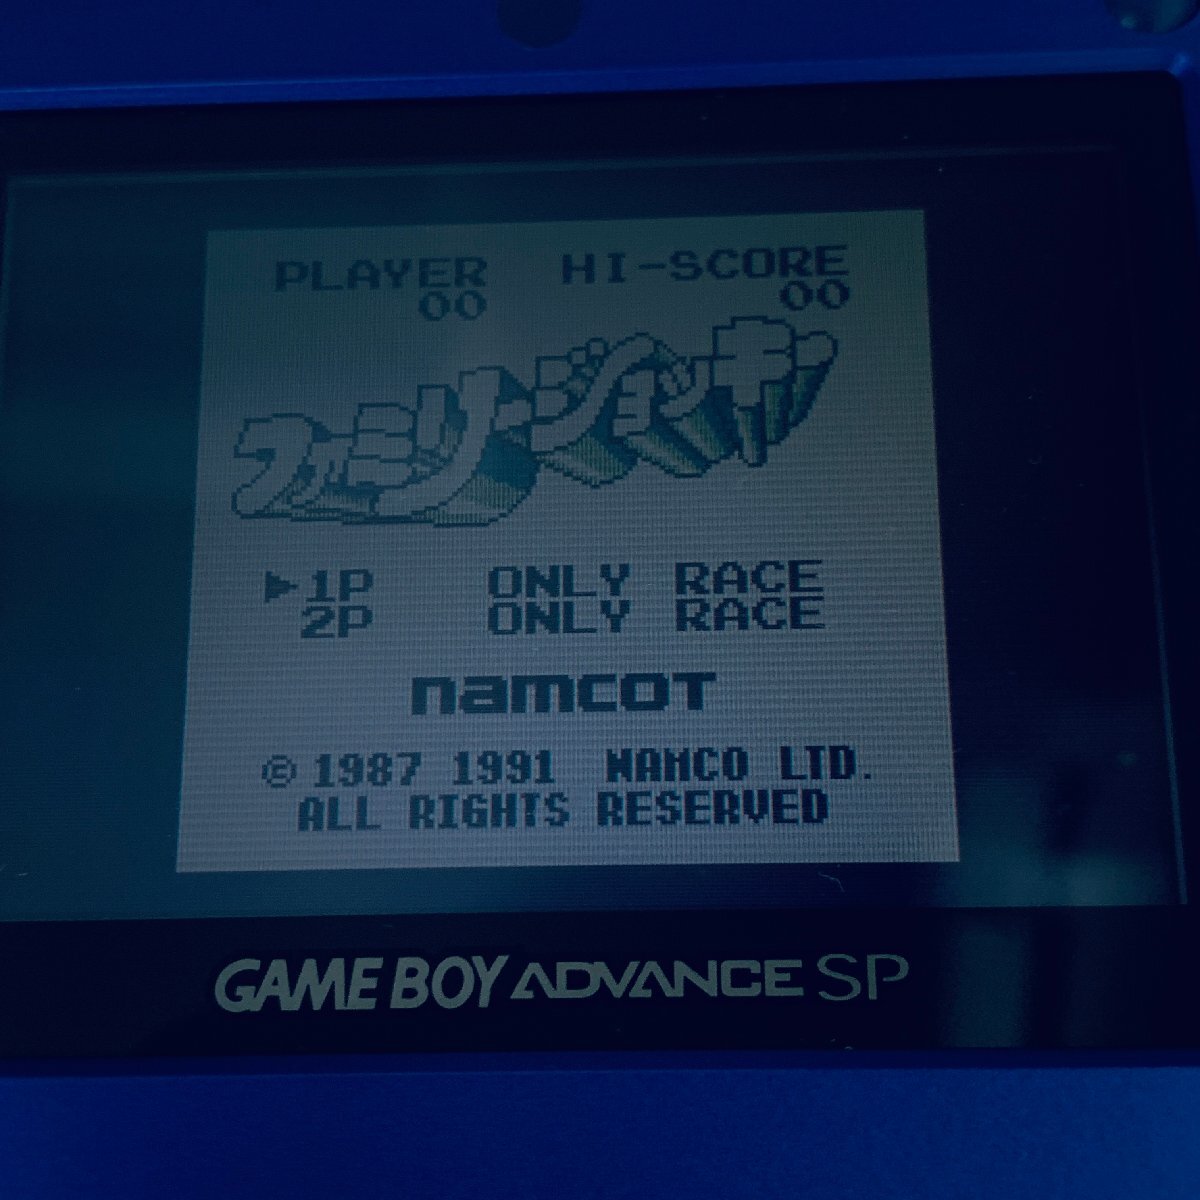 PLAYER HI-SCORE
00 00
ファミリージョッキー
▶1P ONLY RACE
2P ONLY RACE
namcot
© 1987 1991 NAMCO LTD.
ALL RIGHTS RESERVED
GAME BOY ADVANCE SP